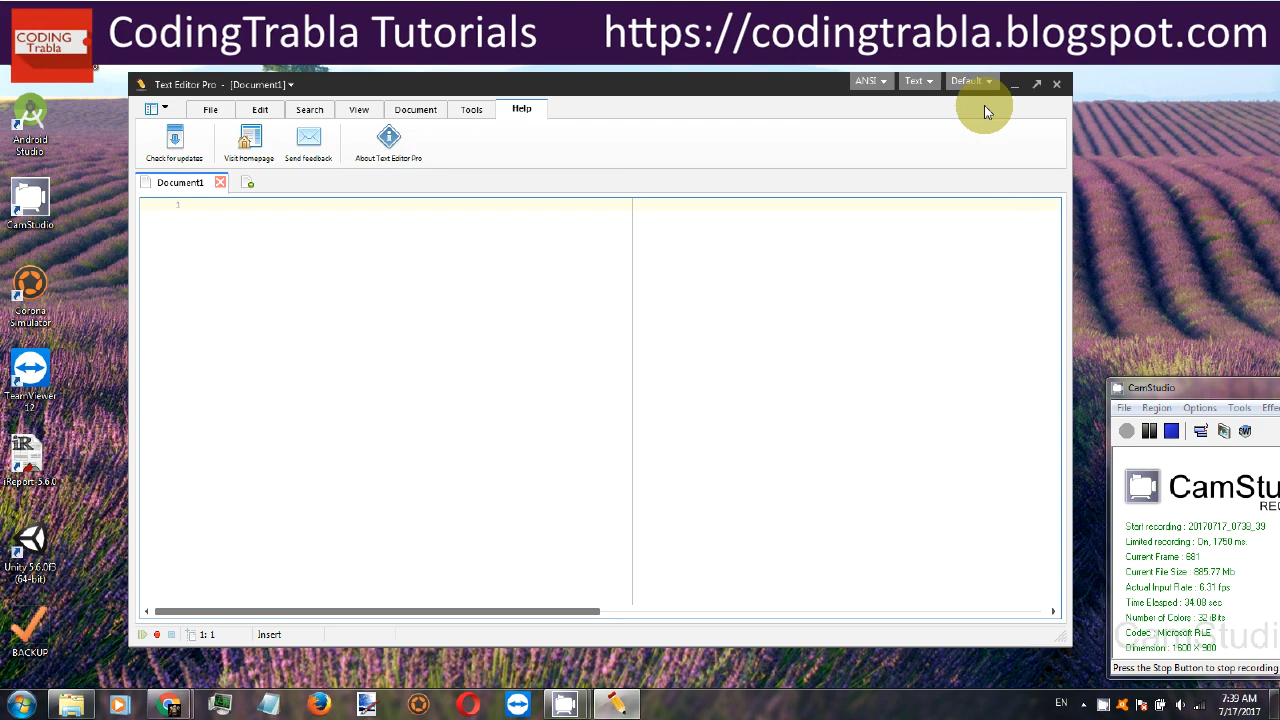 CODING
Trabla
CodingTrabla Tutorials
https://codingtrabla.blogspot.com
Text Editor Pro - [Document1]
ANSI
Text
Default
File
Edit
Search
View
Document
Tools
Help
Check for updates
Visit homepage
Send feedback
About Text Editor Pro
Document1
1
Android
Studio
CamStudio
Corona
Simulator
TeamViewer
12
iR
iReport-5.6.0
Unity 5.6.0f3
(64-bit)
BACKUP
1: 1
Insert
CamStudio
File
Region
Options
Tools
Effe
CamStu
REC
Start recording : 20170717_0738_39
Limited recording : On, 1750 ms.
Current Frame : 681
Current File Size : 885.77 Mb
Actual Input Rate : 6.31 fps
Time Elapsed : 34.08 sec
Number of Colors : 32 Bits
Codec : Microsoft RLE
Dimension : 1600 X 900
CamStudi
Press the Stop Button to stop recording
EN
7:39 AM
7/17/2017